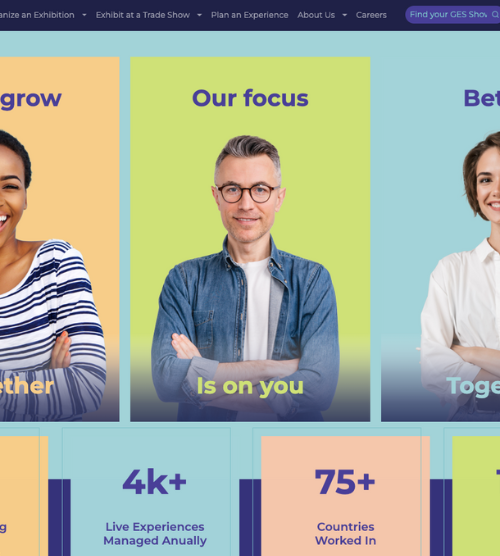 anize an Exhibition Exhibit at a Trade Show Plan an Experience About Us Careers Find your GES Show
grow Our focus Bet
ether Is on you Toge
4k+ 75+ 1
g Live Experiences Countries
Managed Anually Worked In